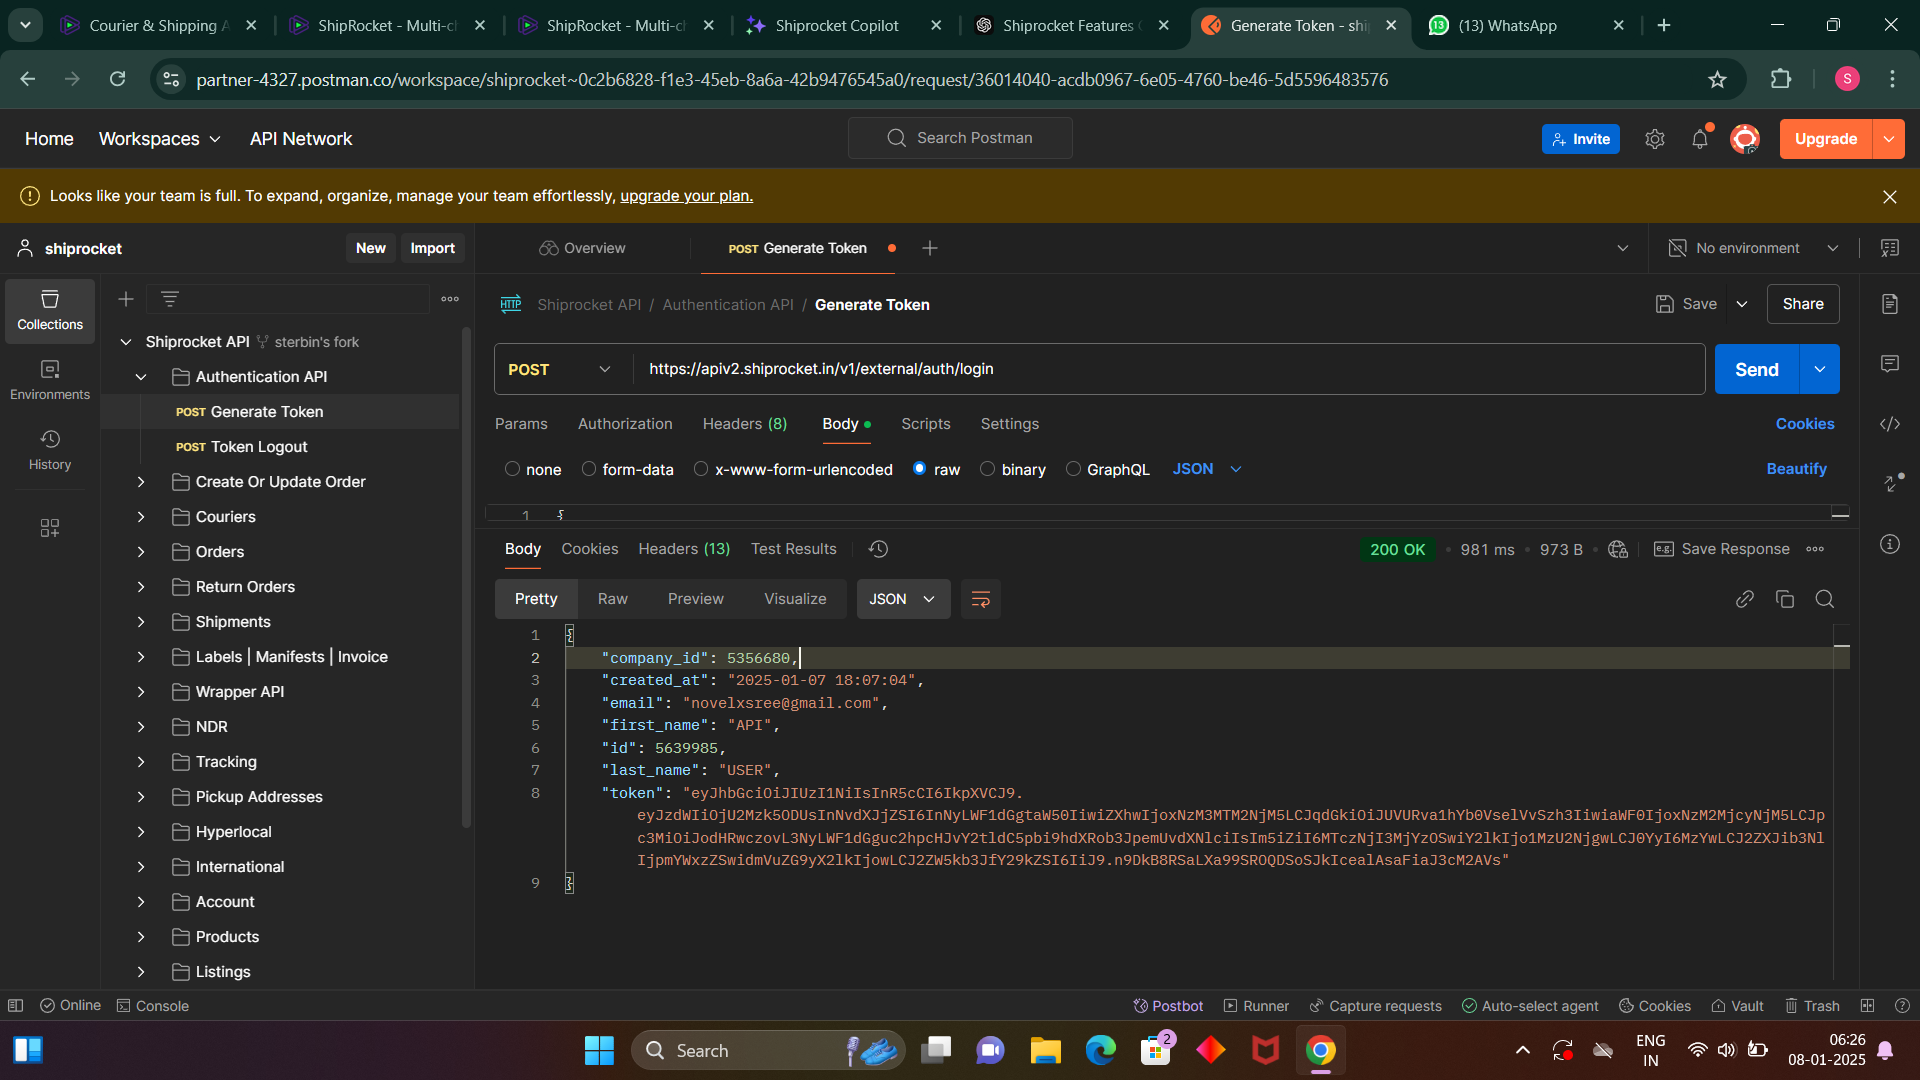 Courier & Shipping A
ShipRocket - Multi-ch
ShipRocket - Multi-ch
Shiprocket Copilot
Shiprocket Features
Generate Token - ship
(13) WhatsApp
partner-4327.postman.co/workspace/shiprocket~0c2b6828-f1e3-45eb-8a6a-42b9476545a0/request/36014040-acdb0967-6e05-4760-be46-5d5596483576
S
Home Workspaces API Network
Search Postman
Invite
Upgrade
Looks like your team is full. To expand, organize, manage your team effortlessly, upgrade your plan.
shiprocket
New Import
Overview
POST Generate Token
No environment
Collections
Environments
History
Shiprocket API sterbin's fork
Authentication API
POST Generate Token
POST Token Logout
Create Or Update Order
Couriers
Orders
Return Orders
Shipments
Labels | Manifests | Invoice
Wrapper API
NDR
Tracking
Pickup Addresses
Hyperlocal
International
Account
Products
Listings
HTTP Shiprocket API / Authentication API / Generate Token
Save Share
POST https://apiv2.shiprocket.in/v1/external/auth/login
Send
Params Authorization Headers (8) Body Scripts Settings Cookies
none form-data x-www-form-urlencoded raw binary GraphQL JSON Beautify
1 {
Body Cookies Headers (13) Test Results
200 OK 981 ms 973 B e.g. Save Response
Pretty Raw Preview Visualize JSON
1 {
2 "company_id": 5356680,
3 "created_at": "2025-01-07 18:07:04",
4 "email": "novelxsree@gmail.com",
5 "first_name": "API",
6 "id": 5639985,
7 "last_name": "USER",
8 "token": "eyJhbGciOiJIUzI1NiIsInR5cCI6IkpXVCJ9.
eyJzdWIiOjU2Mzk5ODUsInNvdXJjZSI6InNyLWF1dGgtaW50IiwiZXhwIjoxNzM3MTM2NjM5LCJqdGkiOiJUVURva1hYb0VselVvSzh3IiwiaWF0IjoxNzM2MjcyNjM5LCJp
c3MiOiJodHRwczovL3NyLWF1dGguc2hpcHJvY2tldC5pbi9hdXRob3JpemUvdXNlciIsIm5iZiI6MTczNjI3MjYzOSwiY2lkIjo1MzU2NjgwLCJ0YyI6MzYwLCJ2ZXJib3Nl
IjpmYWxzZSwidmVuZG9yX2lkIjowLCJ2ZW5kb3JfY29kZSI6IiJ9.n9DkB8RSaLXa99SROQDSoSJkIcealAsaFiaJ3cM2AVs"
9 }
Online Console
Postbot Runner Capture requests Auto-select agent Cookies Vault Trash
Search
2
ENG
IN
06:26
08-01-2025